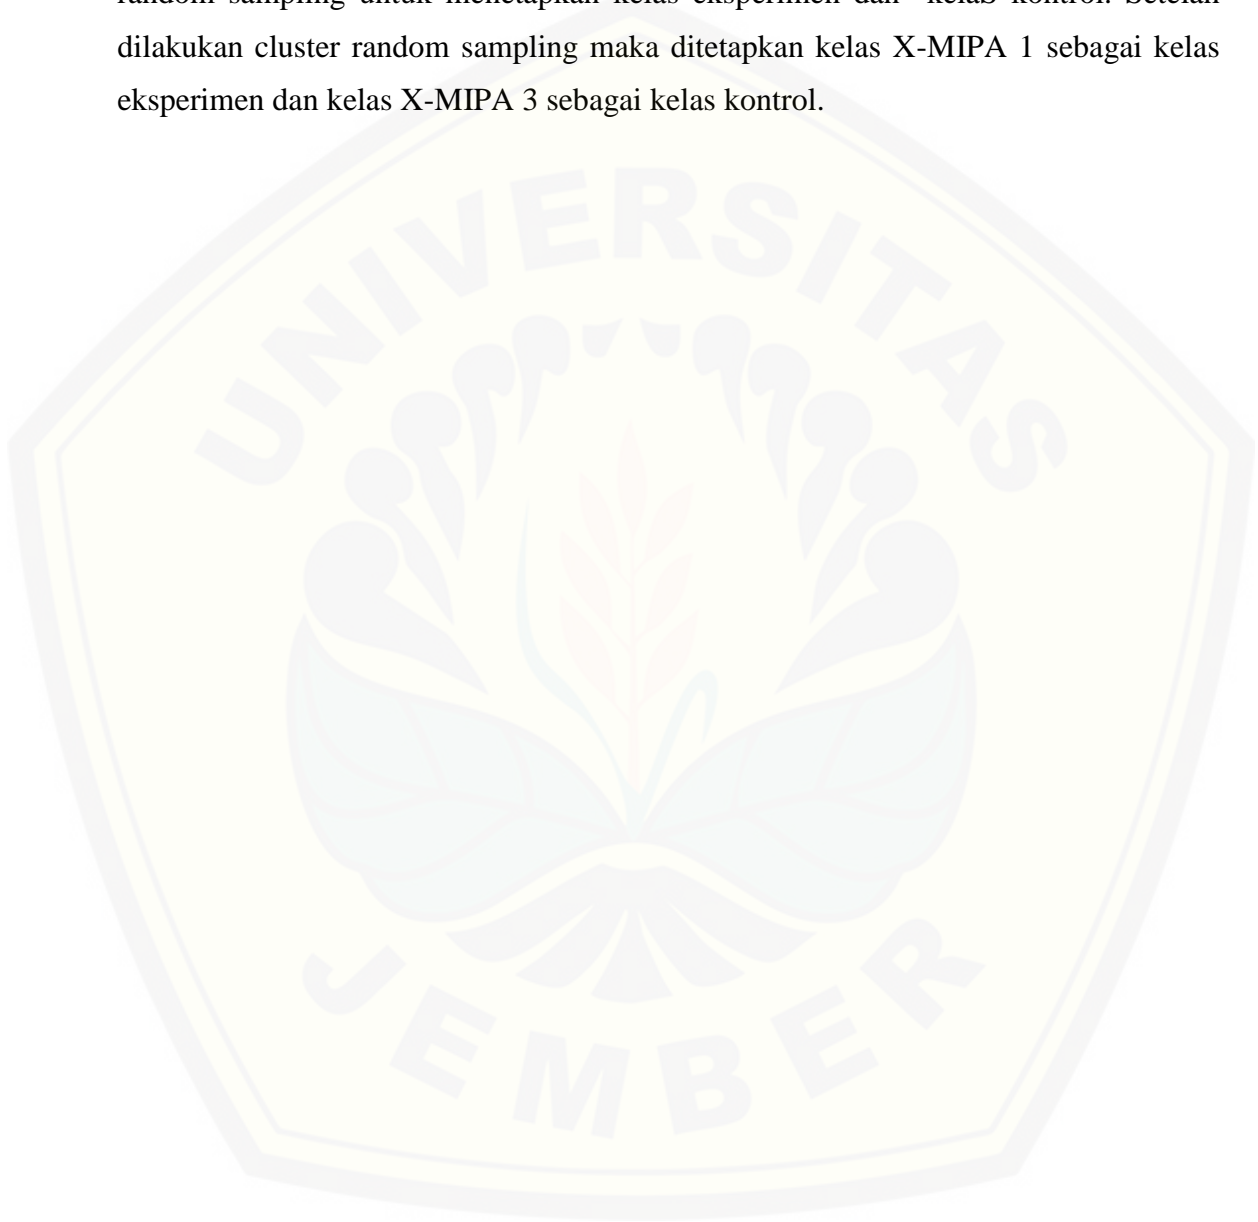 random sampling untuk menetapkan kelas eksperimen dan kelas kontrol. Setelah
dilakukan cluster random sampling maka ditetapkan kelas X-MIPA 1 sebagai kelas
eksperimen dan kelas X-MIPA 3 sebagai kelas kontrol.
UNIVERSITAS
JEMBER